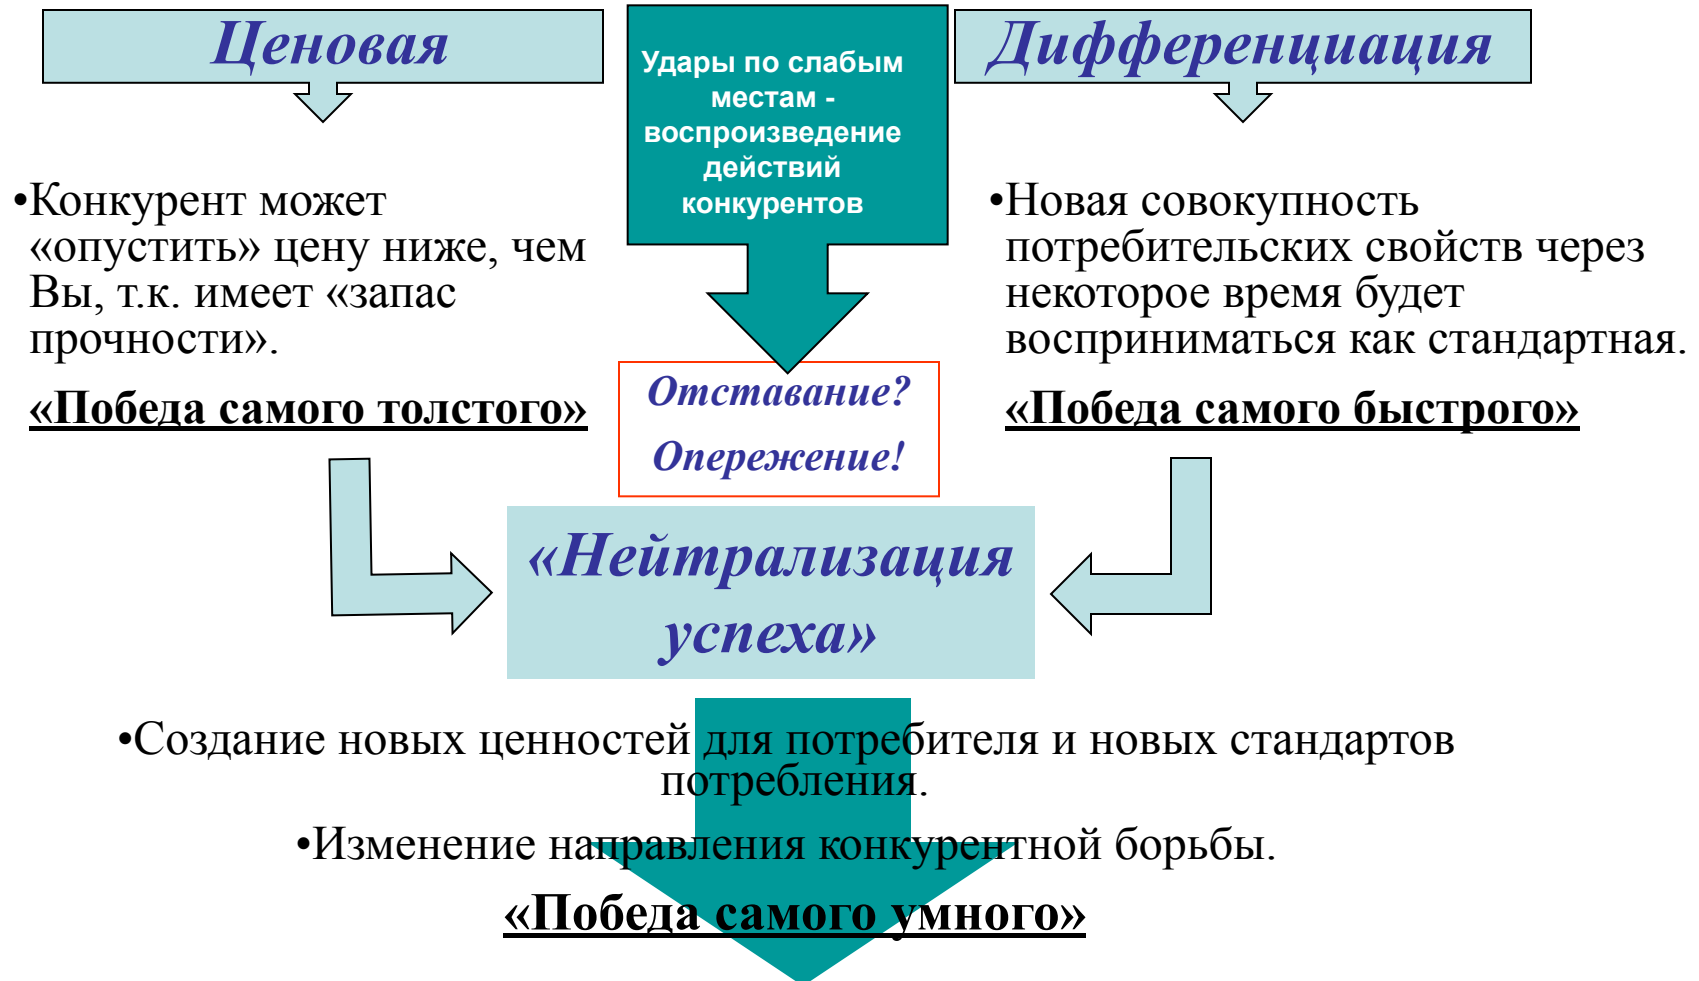 Ценовая
•Конкурент может
«опустить» цену ниже, чем
Вы, т.к. имеет «запас
прочности».
«Победа самого толстого»
Удары по слабым
местам -
воспроизведение
действий
конкурентов
Отставание?
Опережение!
Дифференциация
•Новая совокупность
потребительских свойств через
некоторое время будет
восприниматься как стандартная.
«Победа самого быстрого»
«Нейтрализация
успеха»
•Создание новых ценностей для потребителя и новых стандартов
потребления.
•Изменение направления конкурентной борьбы.
«Победа самого умного»